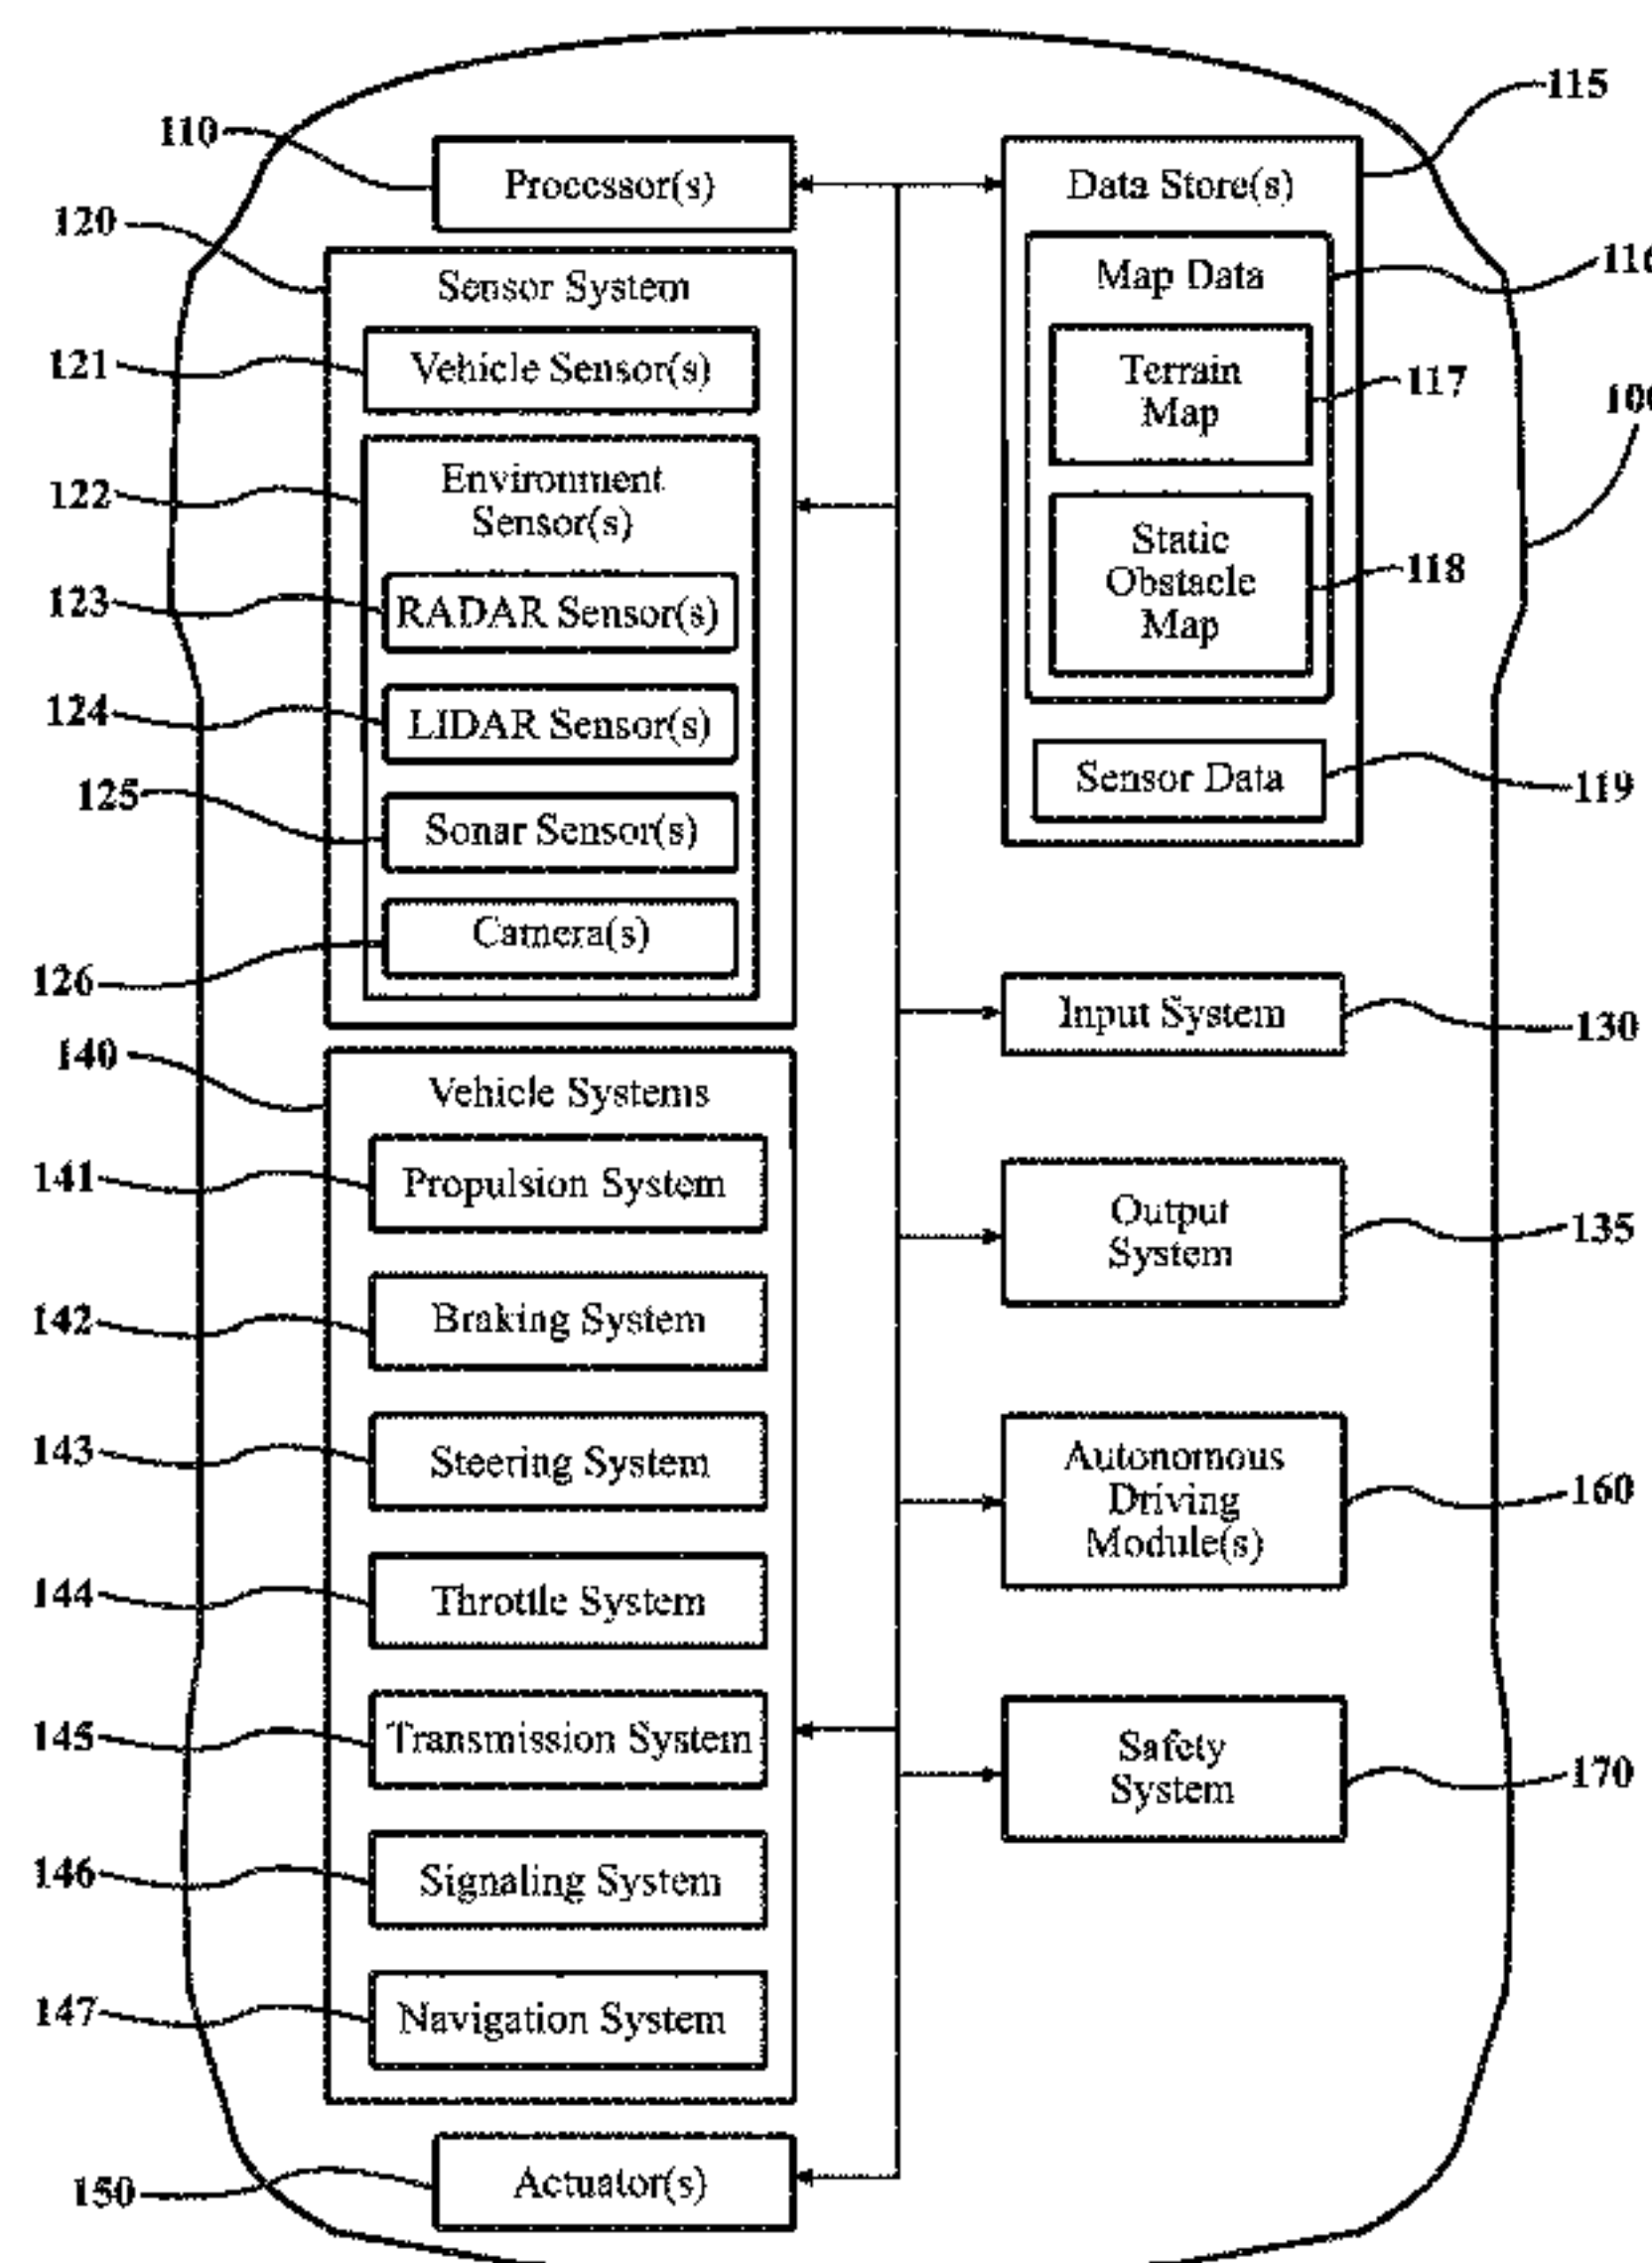 110
Processor(s)
120
Sensor System
121
Vehicle Sensor(s)
122
Environment
Sensor(s)
123
RADAR Sensor(s)
124
LIDAR Sensor(s)
125
Sonar Sensor(s)
126
Camera(s)
140
Vehicle Systems
141
Propulsion System
142
Braking System
143
Steering System
144
Throttle System
145
Transmission System
146
Signaling System
147
Navigation System
150
Actuator(s)
115
Data Store(s)
116
Map Data
Terrain
Map
117
100
Static
Obstacle
Map
118
Sensor Data
119
Input System
130
Output
System
135
Autonomous
Driving
Module(s)
160
Safety
System
170